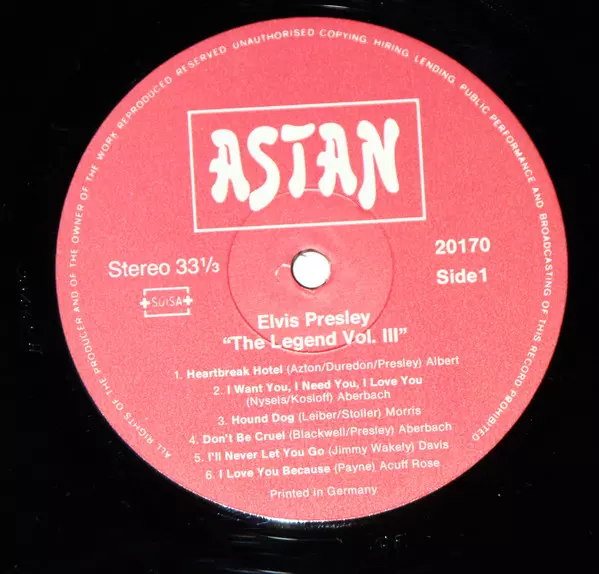 ALL RIGHTS OF THE PRODUCER AND OF THE OWNER OF THE WORK REPRODUCED RESERVED UNAUTHORISED COPYING, HIRING, LENDING, PUBLIC PERFORMANCE AND BROADCASTING OF THIS RECORD PROHIBITED
ASTAN
Stereo 33 1/3
20170
SUISA
Side1
Elvis Presley
"The Legend Vol. III"
1. Heartbreak Hotel (Azton/Duredon/Presley) Albert
2. I Want You, I Need You, I Love You
(Nysels/Kosloff) Aberbach
3. Hound Dog (Leiber/Stoller) Morris
4. Don't Be Cruel (Blackwell/Presley) Aberbach
5. I'll Never Let You Go (Jimmy Wakely) Davis
6. I Love You Because (Payne) Acuff Rose
Printed in Germany